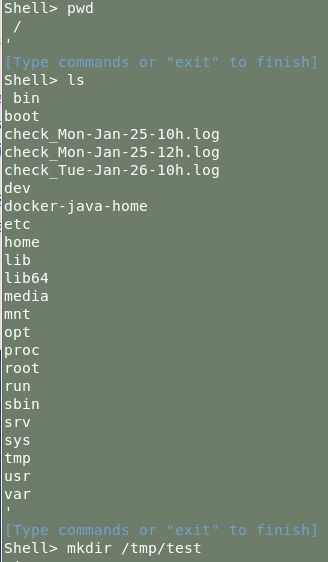 Shell> pwd
/
'
[Type commands or "exit" to finish]
Shell> ls
bin
boot
check_Mon-Jan-25-10h.log
check_Mon-Jan-25-12h.log
check_Tue-Jan-26-10h.log
dev
docker-java-home
etc
home
lib
lib64
media
mnt
opt
proc
root
run
sbin
srv
sys
tmp
usr
var
'
[Type commands or "exit" to finish]
Shell> mkdir /tmp/test